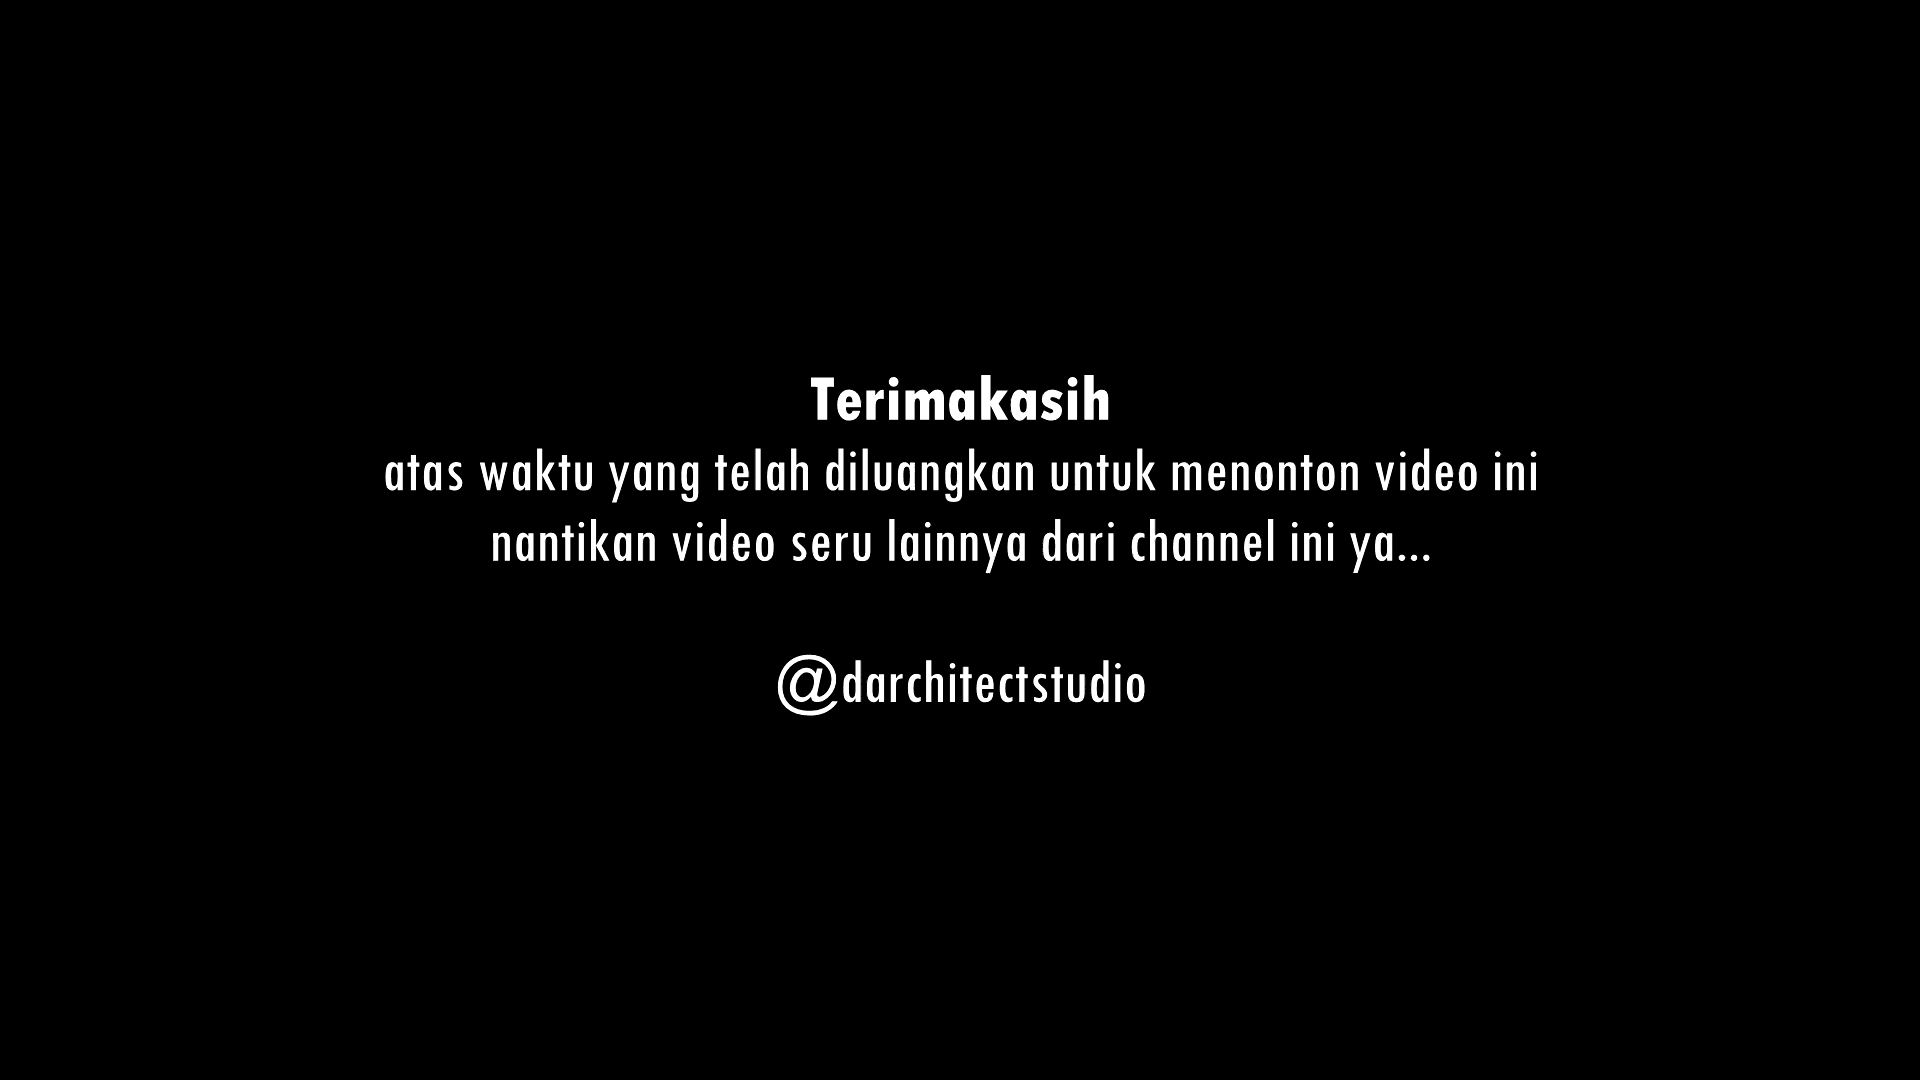 Terimakasih
atas waktu yang telah diluangkan untuk menonton video ini
nantikan video seru lainnya dari channel ini ya...
@darchitectstudio